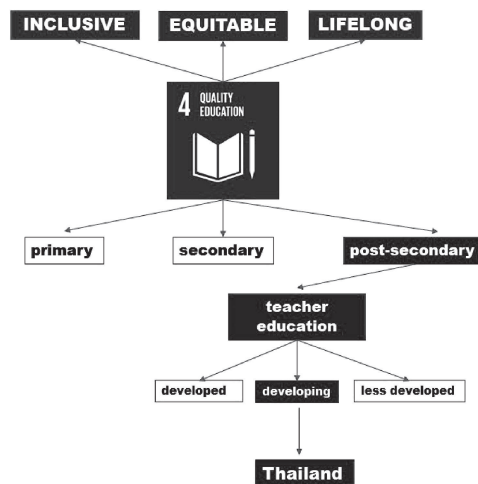 INCLUSIVE
EQUITABLE
LIFELONG
4 QUALITY
EDUCATION
primary
secondary
post-secondary
teacher
education
developed
developing
less developed
Thailand